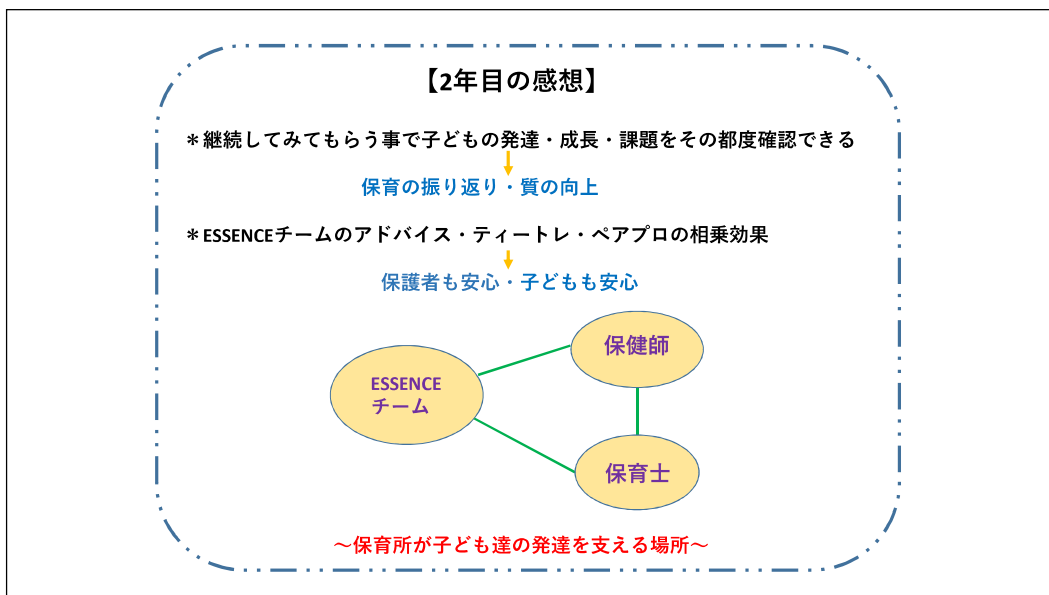 【2年目の感想】
＊継続してみてもらう事で子どもの発達・成長・課題をその都度確認できる
保育の振り返り・質の向上
＊ESSENCEチームのアドバイス・ティートレ・ペアプロの相乗効果
保護者も安心・子どもも安心
保健師
ESSENCE
チーム
保育士
～保育所が子ども達の発達を支える場所～